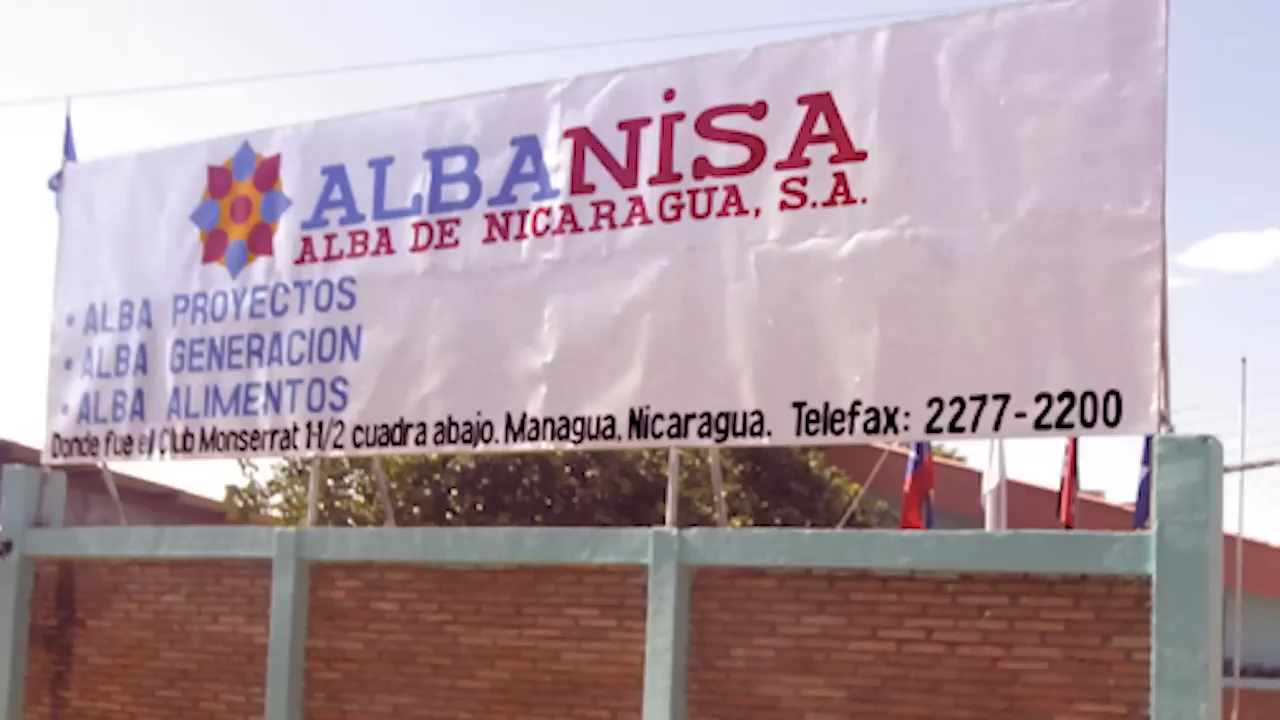 ALBANISA
ALBA DE NICARAGUA, S.A.
• ALBA PROYECTOS
• ALBA GENERACION
• ALBA ALIMENTOS
Donde fue el Club Monserrat 1-1/2 cuadra abajo. Managua, Nicaragua. Telefax: 2277-2200